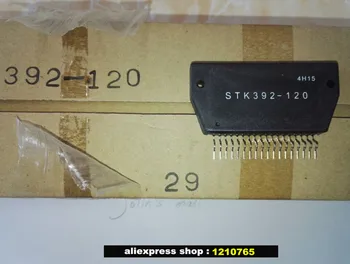 392-120
4H15
STK392-120
29
aliexpress shop : 1210765